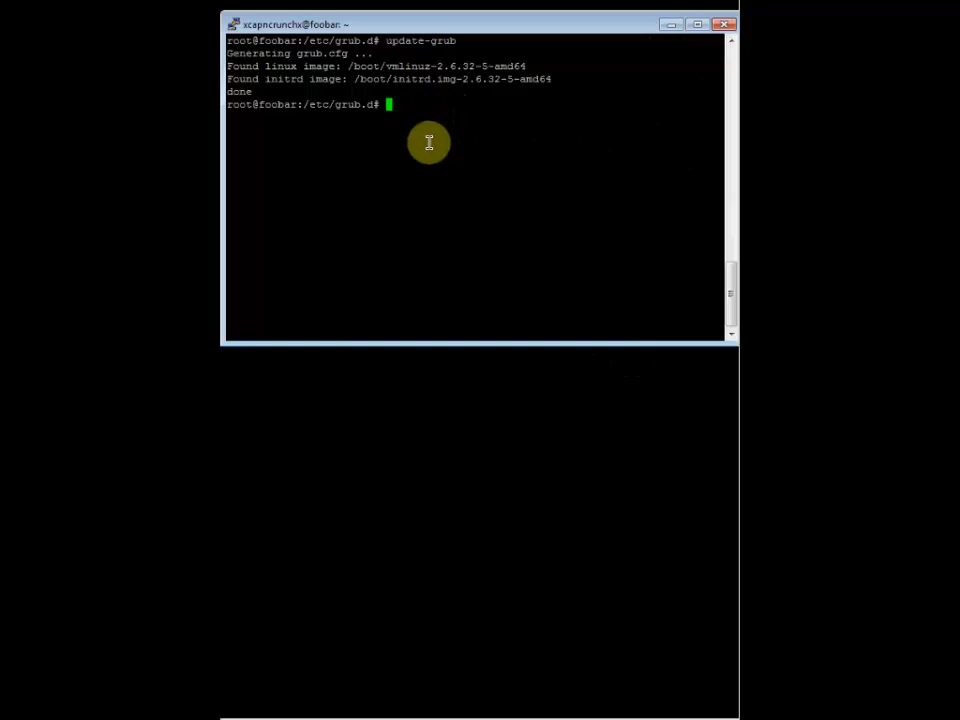 xcapncrunchx@foobar: ~
root@foobar:/etc/grub.d# update-grub
Generating grub.cfg ...
Found linux image: /boot/vmlinuz-2.6.32-5-amd64
Found initrd image: /boot/initrd.img-2.6.32-5-amd64
done
root@foobar:/etc/grub.d#